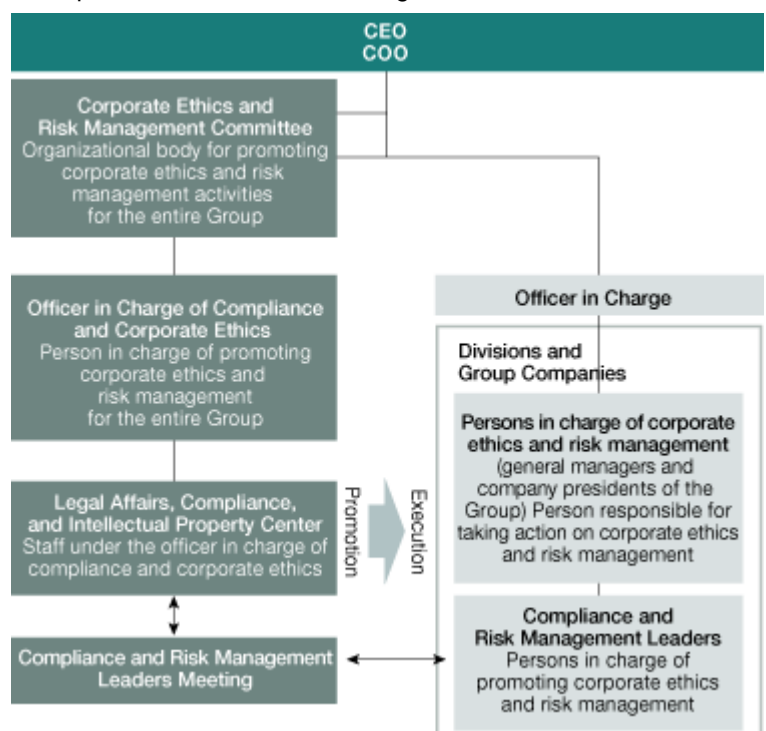 CEO
COO
Corporate Ethics and
Risk Management Committee
Organizational body for promoting
corporate ethics and risk
management activities
for the entire Group
Officer in Charge of Compliance
and Corporate Ethics
Person in charge of promoting
corporate ethics and
risk management
for the entire Group
Legal Affairs, Compliance,
and Intellectual Property Center
Staff under the officer in charge of
compliance and corporate ethics
Compliance and Risk Management
Leaders Meeting
Promotion
Execution
Officer in Charge
Divisions and
Group Companies
Persons in charge of corporate
ethics and risk management
(general managers and
company presidents of the
Group) Person responsible for
taking action on corporate ethics
and risk management
Compliance and
Risk Management Leaders
Persons in charge of
promoting corporate ethics
and risk management